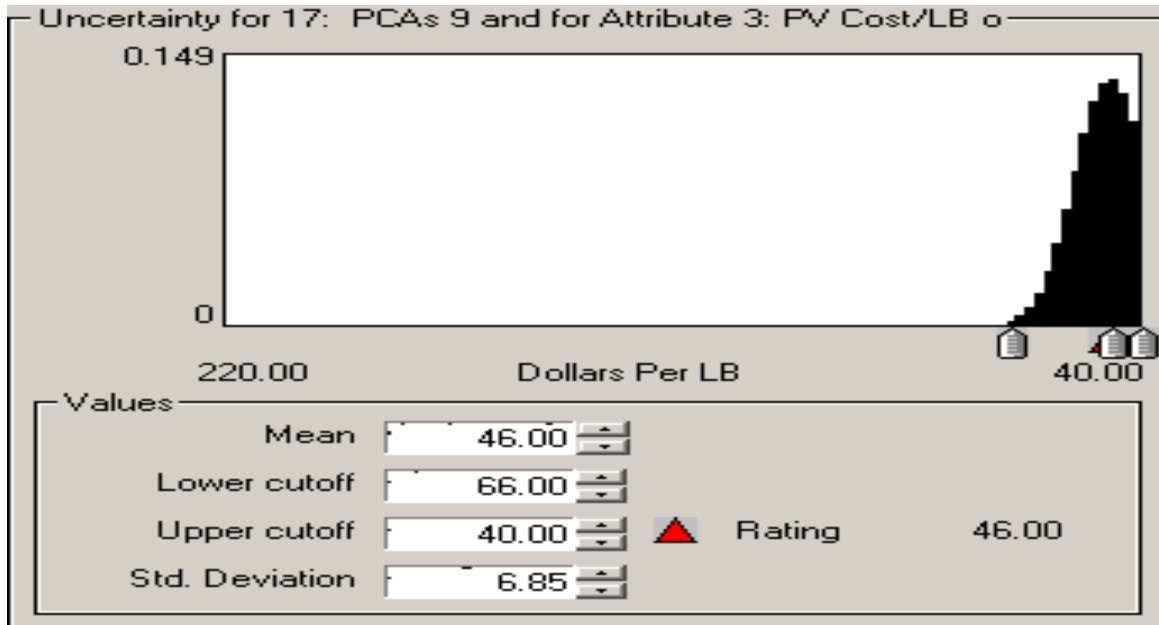 Uncertainty for 17: PCAs 9 and for Attribute 3: PV Cost/LB o
0.149
0
220.00 Dollars Per LB 40.00
Values
Mean 46.00
Lower cutoff 66.00
Upper cutoff 40.00 Rating 46.00
Std. Deviation 6.85